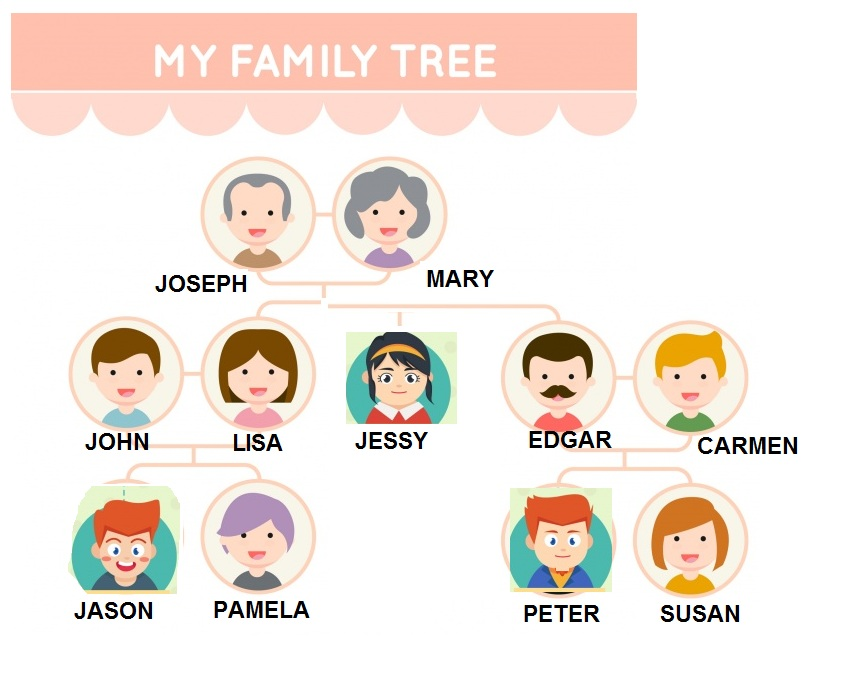 MY FAMILY TREE
JOSEPH
MARY
JOHN
LISA
JESSY
EDGAR
CARMEN
JASON
PAMELA
PETER
SUSAN